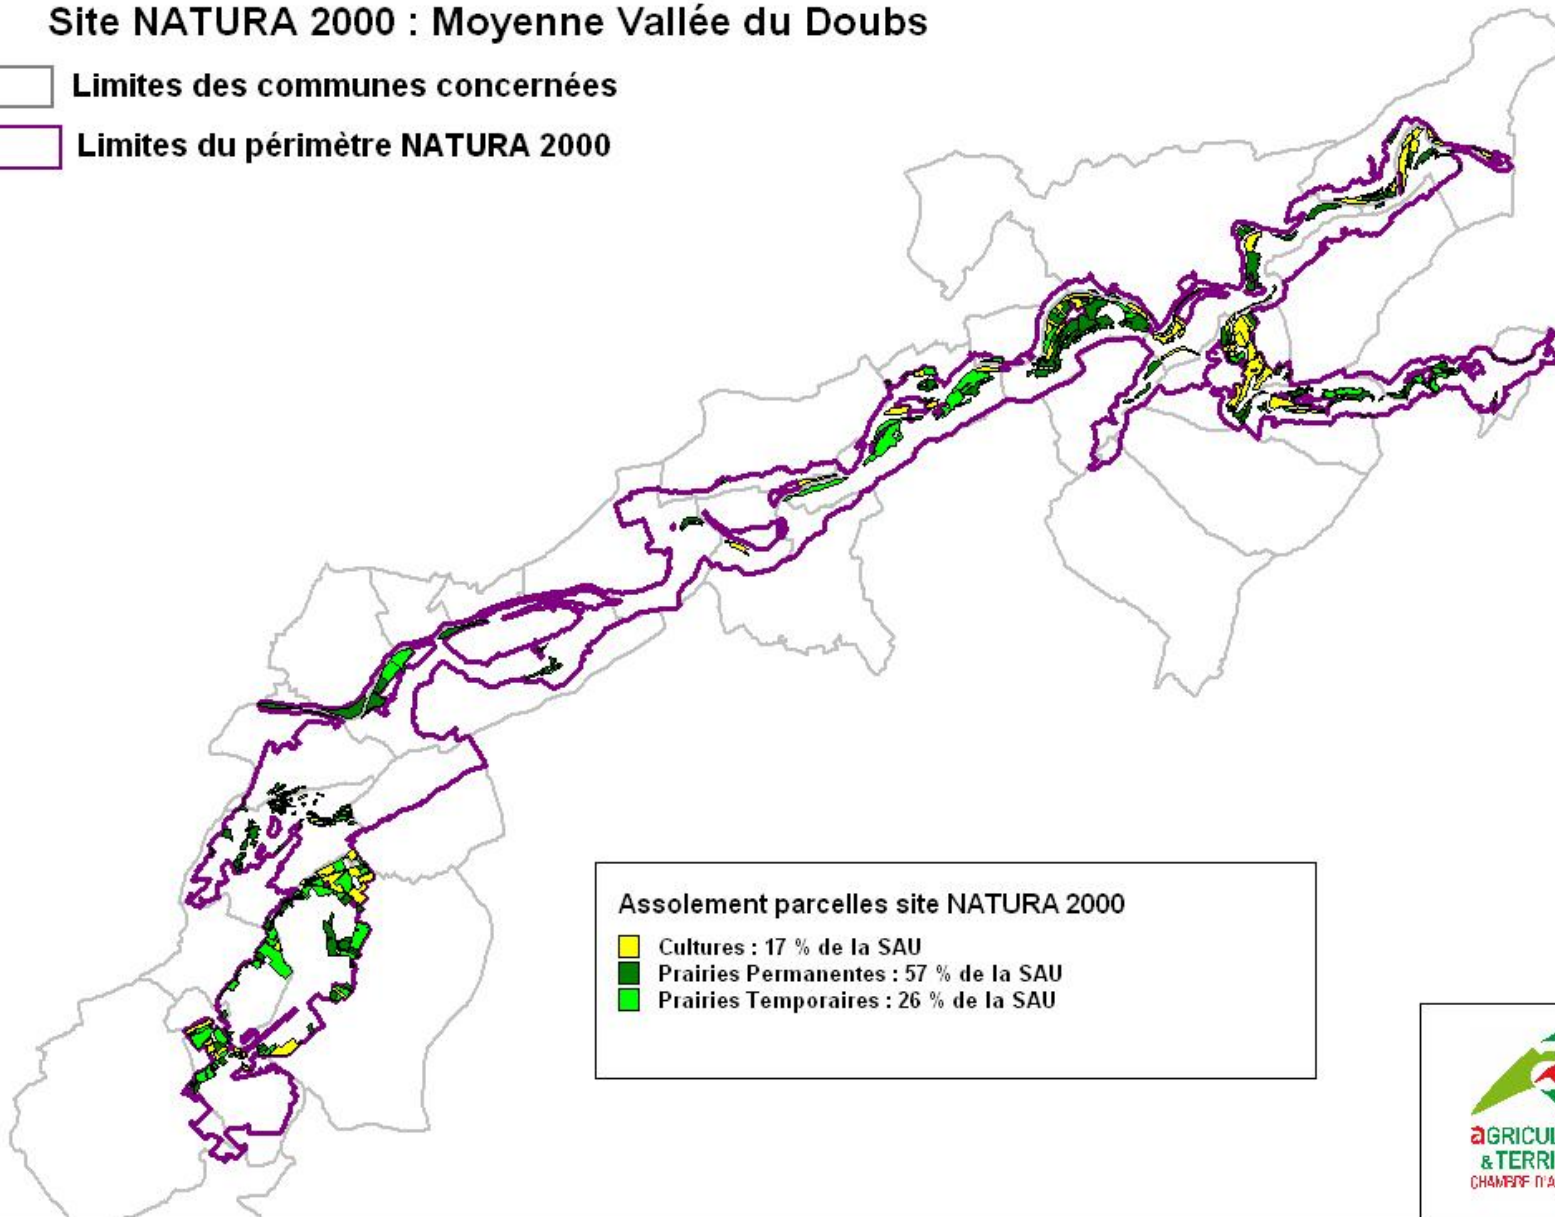 Site NATURA 2000 : Moyenne Vallée du Doubs
Limites des communes concernées
Limites du périmètre NATURA 2000
Assolement parcelles site NATURA 2000
Cultures : 17 % de la SAU
Prairies Permanentes : 57 % de la SAU
Prairies Temporaires : 26 % de la SAU
&
CHAMBRE